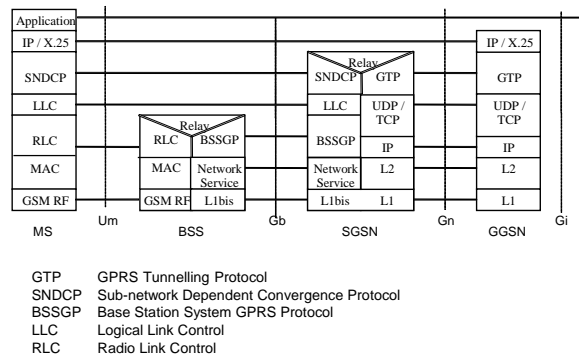 Application
IP / X.25
IP / X.25
Relay
SNDCP
SNDCP
GTP
GTP
LLC
LLC
UDP /
TCP
UDP /
TCP
Relay
RLC
RLC
BSSGP
BSSGP
IP
IP
MAC
MAC
Network
Service
Network
Service
L2
L2
GSM RF
GSM RF
L1bis
L1bis
L1
L1
Um
Gb
Gn
Gi
MS
BSS
SGSN
GGSN
GTP GPRS Tunnelling Protocol
SNDCP Sub-network Dependent Convergence Protocol
BSSGP Base Station System GPRS Protocol
LLC Logical Link Control
RLC Radio Link Control